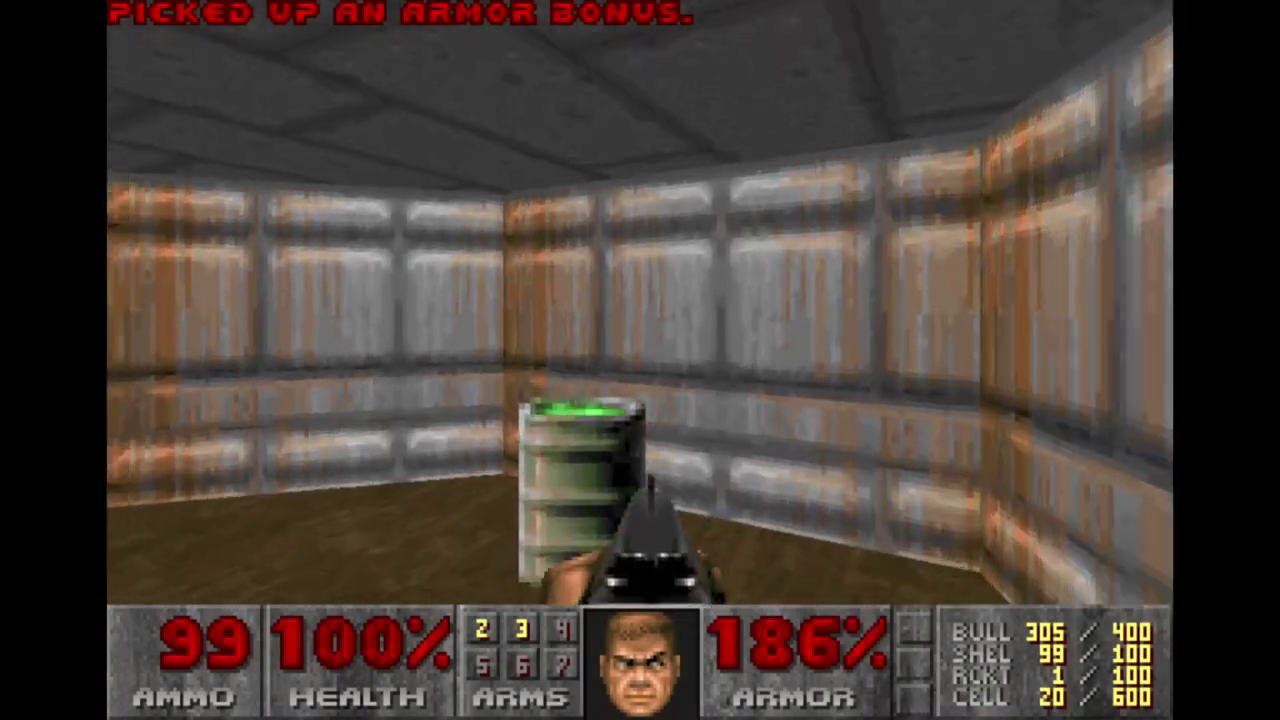 PICKED UP AN ARMOR BONUS.
99 100% 2 3 4 186% BULL 305 / 400
5 6 7 SHEL 99 / 100
RCKT 1 / 100
AMMO HEALTH ARMS ARMOR CELL 20 / 600